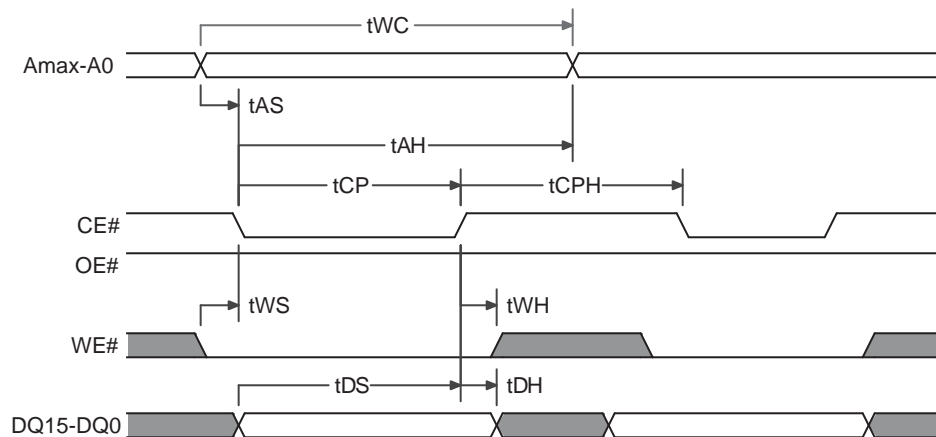 tWC
Amax-A0
tAS
tAH
tCP
tCPH
CE#
OE#
tWS
tWH
WE#
tDS
tDH
DQ15-DQ0